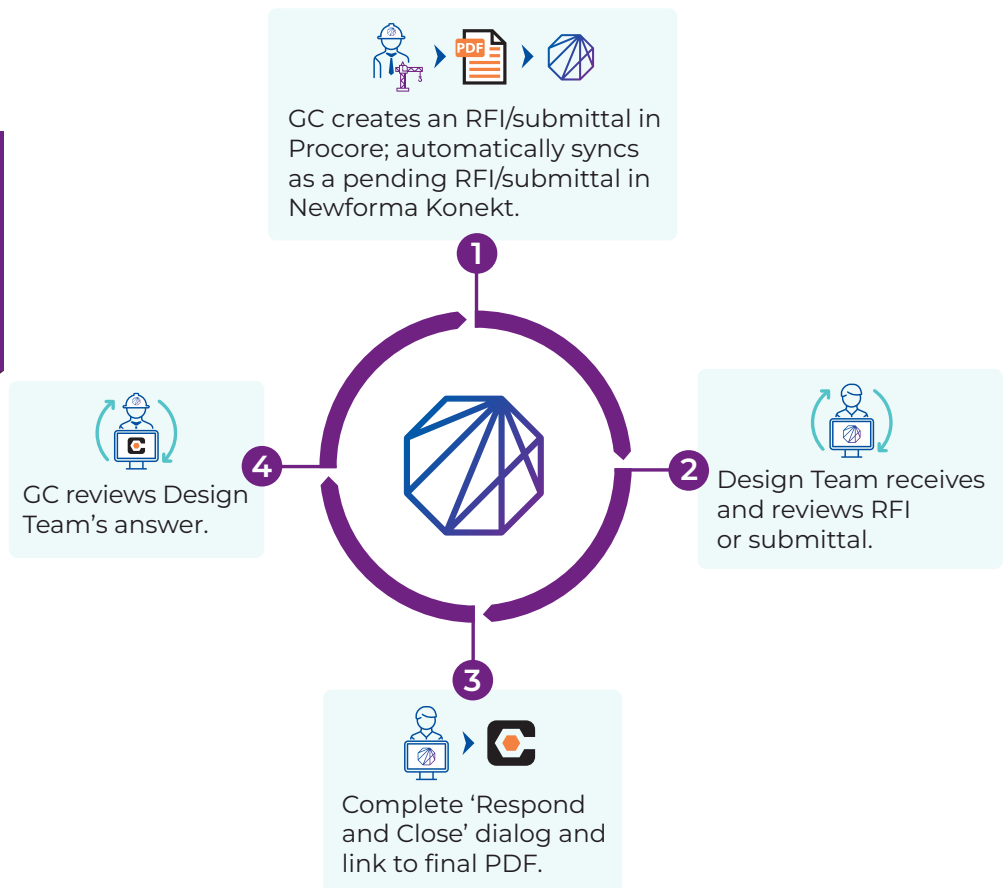 PDF
GC creates an RFI/submittal in
Procore; automatically syncs
as a pending RFI/submittal in
Newforma Konekt.
1
2
Design Team receives
and reviews RFI
or submittal.
3
Complete ‘Respond
and Close’ dialog and
link to final PDF.
4
GC reviews Design
Team’s answer.